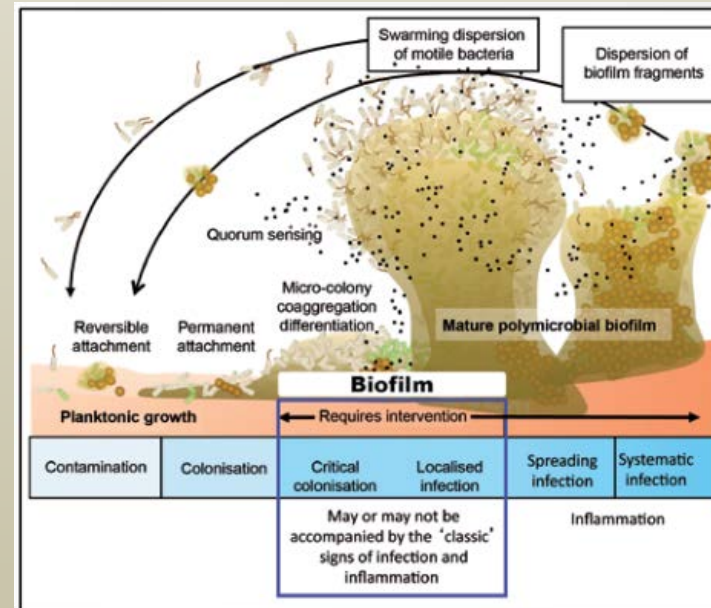 Swarming dispersion
of motile bacteria
Dispersion of
biofilm fragments
Quorum sensing
Micro-colony
coaggregation
differentiation
Reversible
attachment
Permanent
attachment
Mature polymicrobial biofilm
Biofilm
Planktonic growth
Requires intervention
Contamination
Colonisation
Critical
colonisation
Localised
infection
Spreading
infection
Systematic
infection
May or may not be
accompanied by the ‘classic’
signs of infection and
inflammation
Inflammation